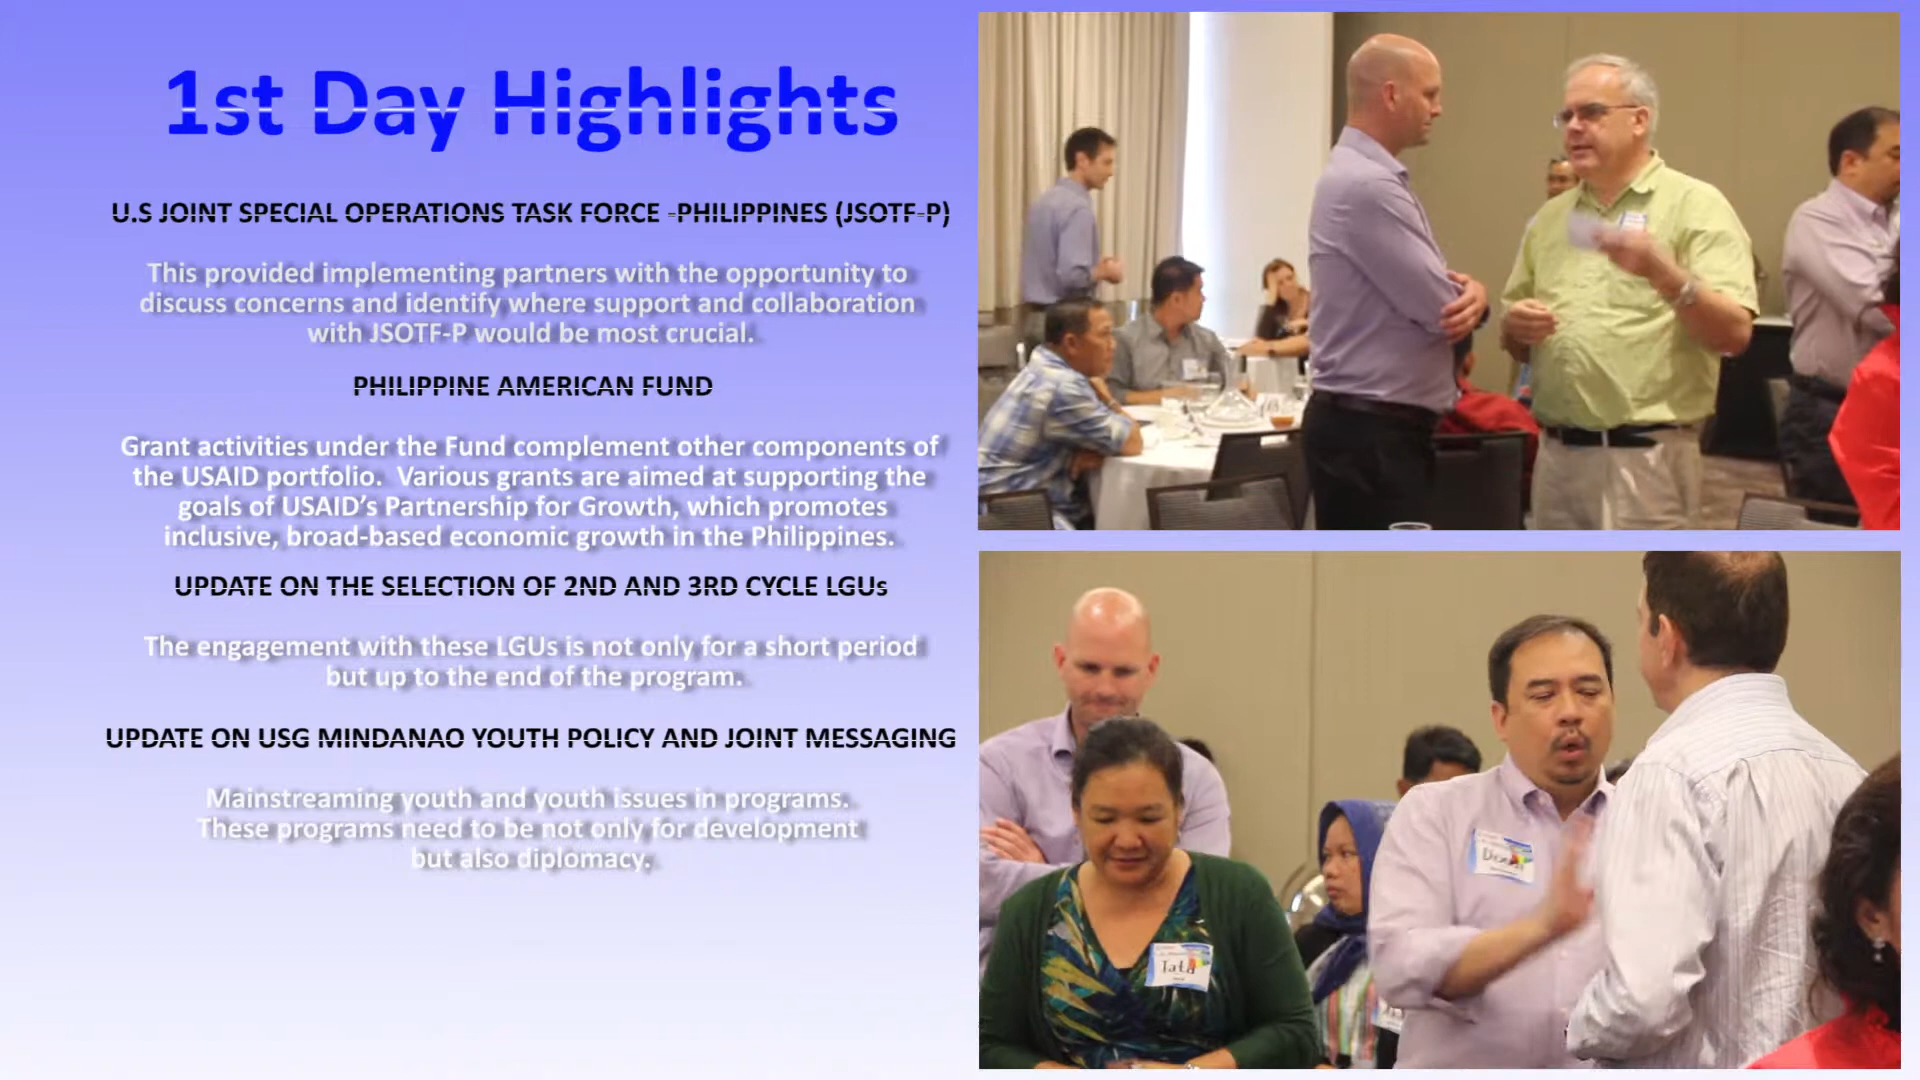 1st Day Highlights
U.S JOINT SPECIAL OPERATIONS TASK FORCE -PHILIPPINES (JSOTF-P)
This provided implementing partners with the opportunity to
discuss concerns and identify where support and collaboration
with JSOTF-P would be most crucial.
PHILIPPINE AMERICAN FUND
Grant activities under the Fund complement other components of
the USAID portfolio.  Various grants are aimed at supporting the
goals of USAID’s Partnership for Growth, which promotes
inclusive, broad-based economic growth in the Philippines.
UPDATE ON THE SELECTION OF 2ND AND 3RD CYCLE LGUs
The engagement with these LGUs is not only for a short period
but up to the end of the program.
UPDATE ON USG MINDANAO YOUTH POLICY AND JOINT MESSAGING
Mainstreaming youth and youth issues in programs.
These programs need to be not only for development
but also diplomacy.
Tata